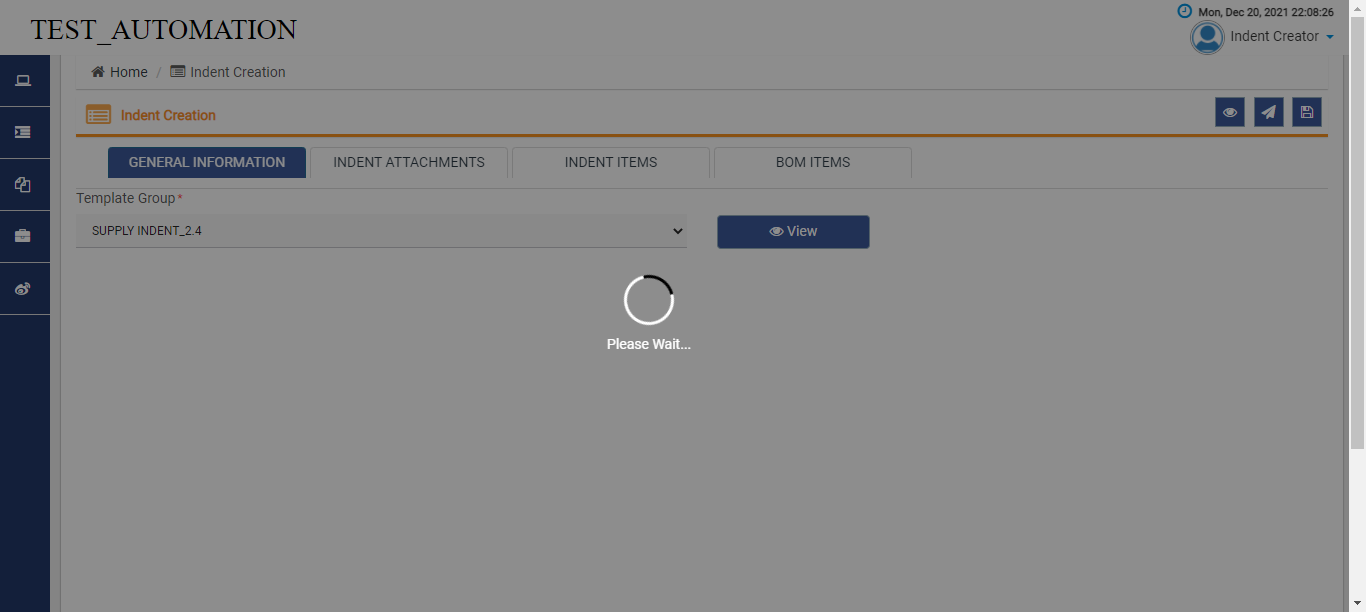 TEST_AUTOMATION
Mon, Dec 20, 2021 22:08:26
Indent Creator
Home / Indent Creation
Indent Creation
GENERAL INFORMATION INDENT ATTACHMENTS INDENT ITEMS BOM ITEMS
Template Group*
SUPPLY INDENT_2.4 View
Please Wait...